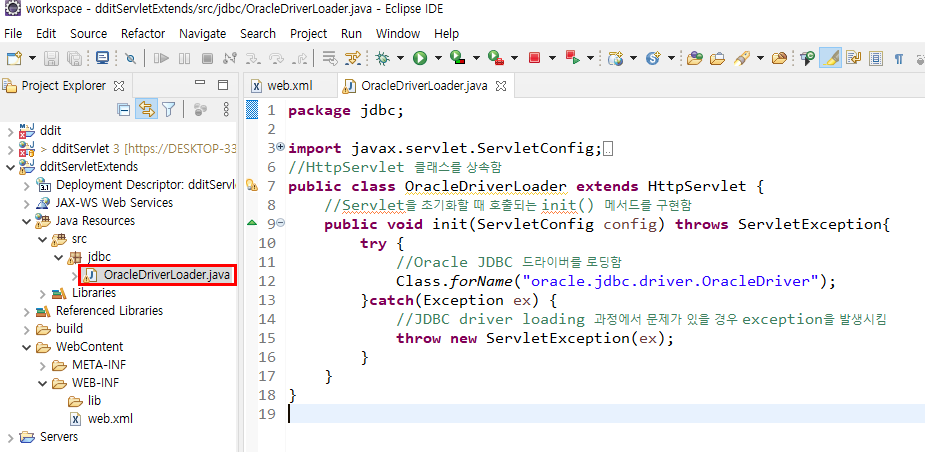 workspace - dditServletExtends/src/jdbc/OracleDriverLoader.java - Eclipse IDE
File Edit Source Refactor Navigate Search Project Run Window Help
Project Explorer
ddit
> dditServlet 3 [https://DESKTOP-33
dditServletExtends
Deployment Descriptor: dditServle
JAX-WS Web Services
Java Resources
src
jdbc
OracleDriverLoader.java
Libraries
Referenced Libraries
build
WebContent
META-INF
WEB-INF
lib
web.xml
Servers
web.xml OracleDriverLoader.java
1 package jdbc;
2
3 import javax.servlet.ServletConfig;
6 //HttpServlet 클래스를 상속함
7 public class OracleDriverLoader extends HttpServlet {
8 //Servlet을 초기화할 때 호출되는 init() 메서드를 구현함
9 public void init(ServletConfig config) throws ServletException{
10 try {
11 //Oracle JDBC 드라이버를 로딩함
12 Class.forName("oracle.jdbc.driver.OracleDriver");
13 }catch(Exception ex) {
14 //JDBC driver loading 과정에서 문제가 있을 경우 exception을 발생시킴
15 throw new ServletException(ex);
16 }
17 }
18 }
19